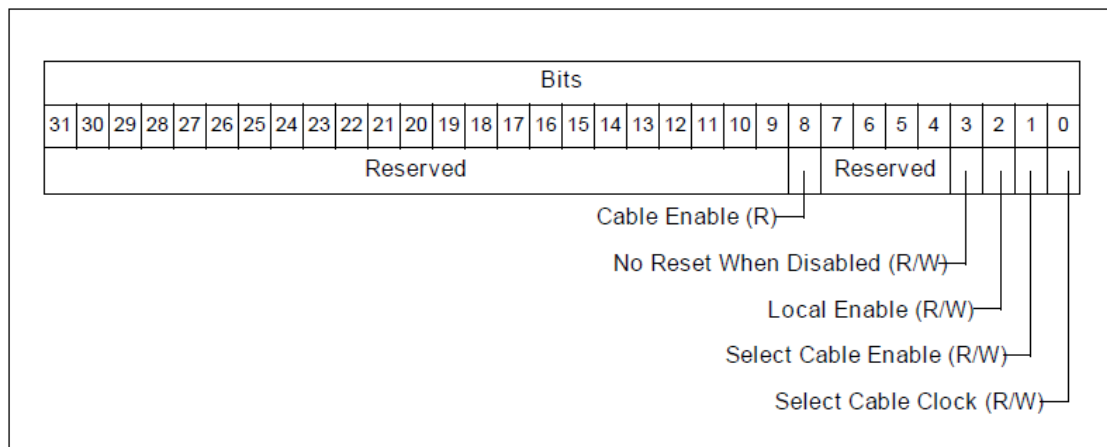 Bits
31 30 29 28 27 26 25 24 23 22 21 20 19 18 17 16 15 14 13 12 11 10 9 8 7 6 5 4 3 2 1 0
Reserved Reserved
Cable Enable (R)
No Reset When Disabled (R/W)
Local Enable (R/W)
Select Cable Enable (R/W)
Select Cable Clock (R/W)